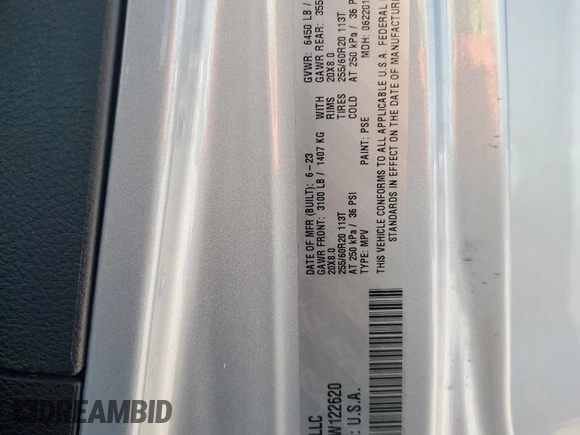 DATE OF MFR (BUILT): 6-23 GVWR: 6450 LB /
GAWR FRONT: 3100 LB / 1407 KG WITH GAWR REAR: 355
20X8.0 RIMS 20X8.0
255/60R20 113T TIRES 255/60R20 113T
AT 250 kPa / 36 PSI COLD AT 250 kPa / 36 P
TYPE: MPV PAINT: PSE MDH: 06220
THIS VEHICLE CONFORMS TO ALL APPLICABLE U.S.A. FEDERAL
STANDARDS IN EFFECT ON THE DATE OF MANUFACTURE
LLC
W122620
: U.S.A.
DREAMBID